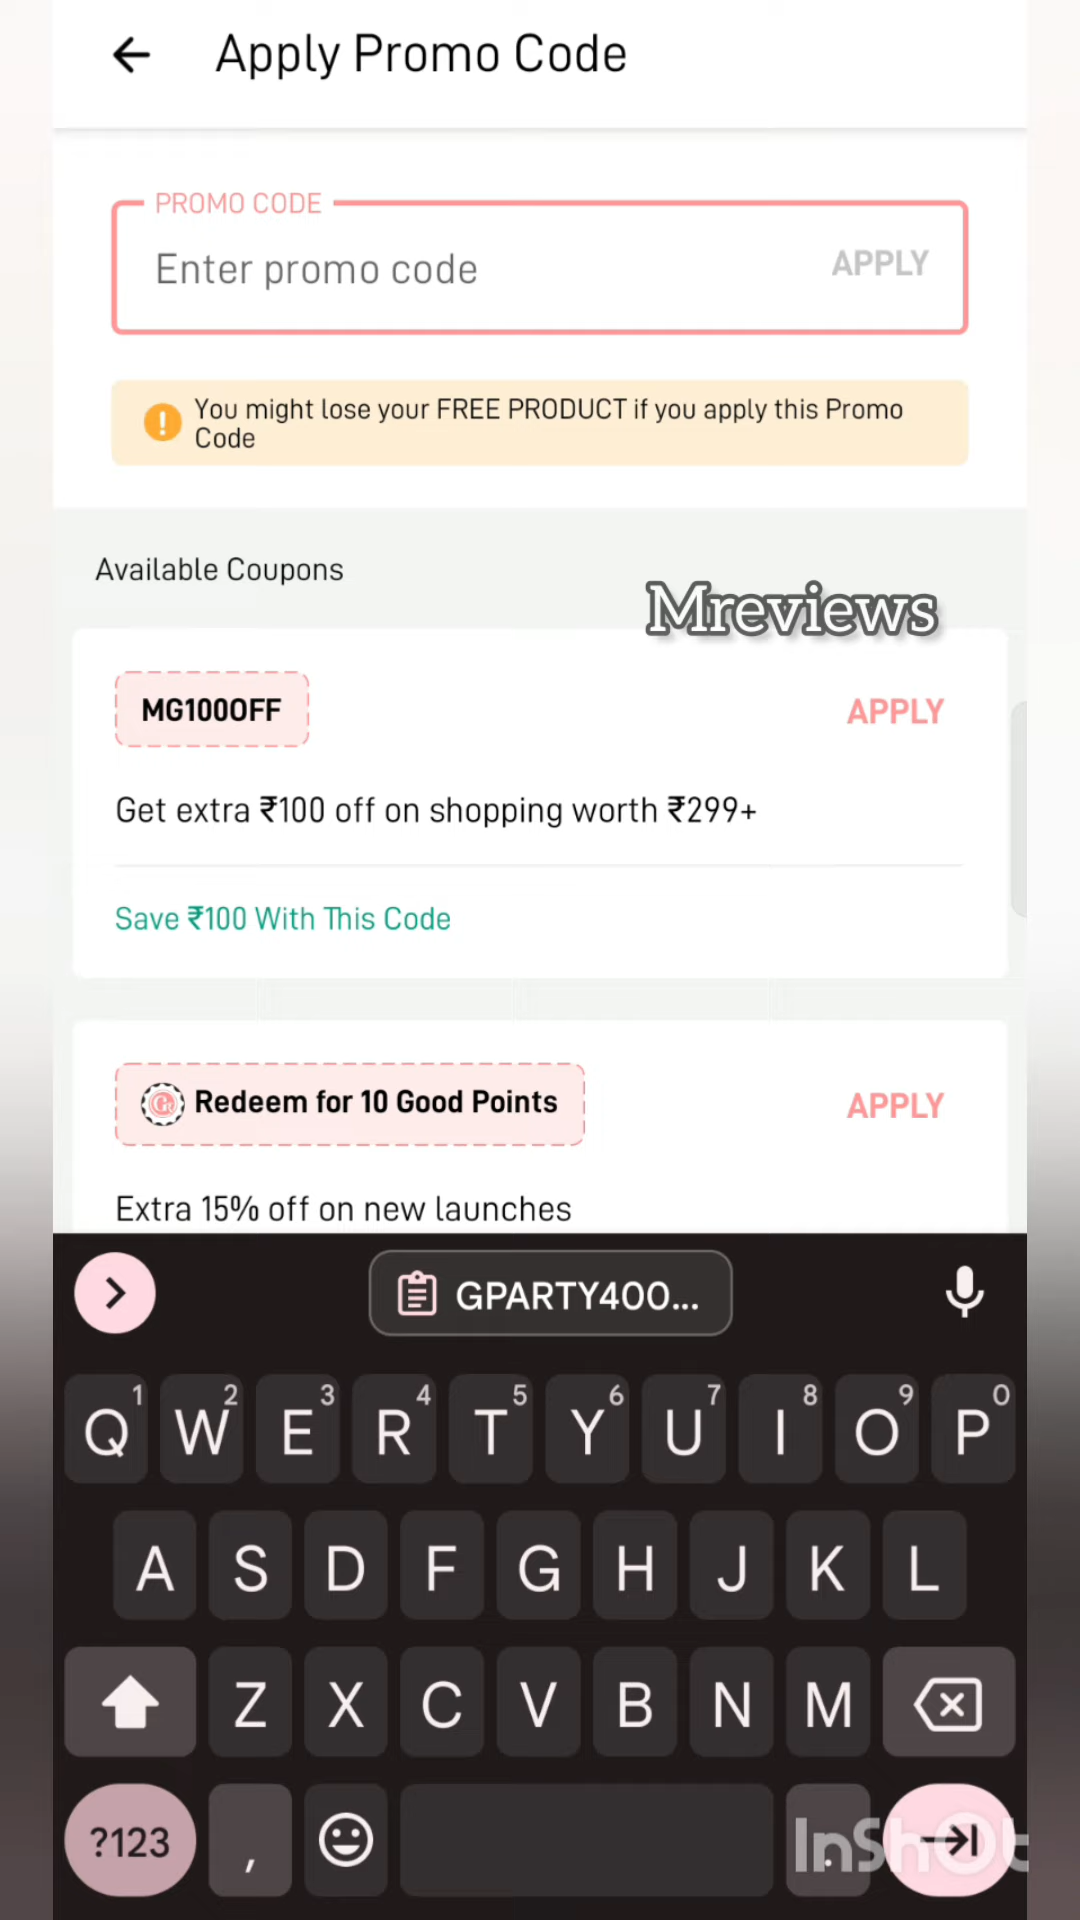 Apply Promo Code
PROMO CODE
Enter promo code
APPLY
You might lose your FREE PRODUCT if you apply this Promo
Code
Available Coupons
Mreviews
MG100OFF
APPLY
Get extra ₹100 off on shopping worth ₹299+
Save ₹100 With This Code
Redeem for 10 Good Points
APPLY
Extra 15% off on new launches
GPARTY400...
1 2 3 4 5 6 7 8 9 0
Q W E R T Y U I O P
A S D F G H J K L
Z X C V B N M
?123 , .
InShOt